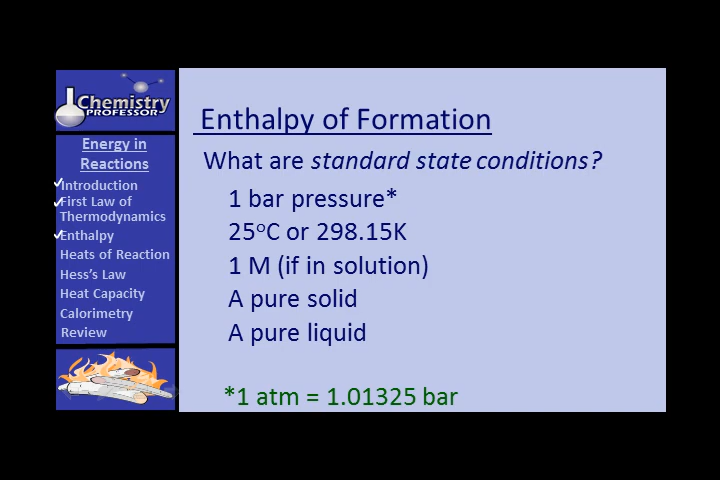 Chemistry
PROFESSOR
Energy in
Reactions
Introduction
First Law of
Thermodynamics
Enthalpy
Heats of Reaction
Hess's Law
Heat Capacity
Calorimetry
Review
Enthalpy of Formation
What are standard state conditions?
1 bar pressure*
25°C or 298.15K
1 M (if in solution)
A pure solid
A pure liquid
*1 atm = 1.01325 bar